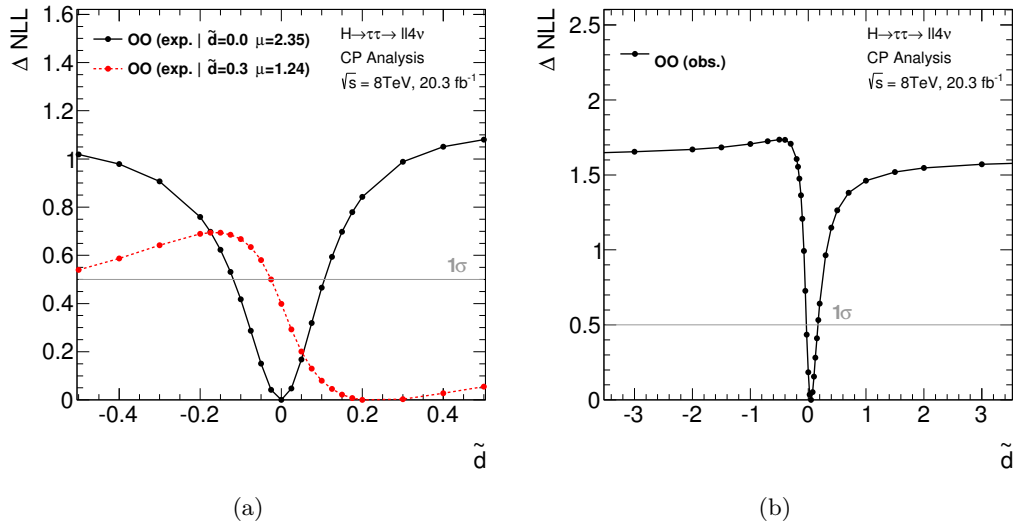 Δ NLL
1.6
1.4
1.2
1
0.8
0.6
0.4
0.2
0
OO (exp. | d̃=0.0 μ=2.35)
OO (exp. | d̃=0.3 μ=1.24)
H→ττ→ ll4ν
CP Analysis
√s = 8TeV, 20.3 fb⁻¹
1σ
-0.4 -0.2 0 0.2 0.4
d̃
(a)
Δ NLL
2.5
2
1.5
1
0.5
0
OO (obs.)
H→ττ→ ll4ν
CP Analysis
√s = 8TeV, 20.3 fb⁻¹
1σ
-3 -2 -1 0 1 2 3
d̃
(b)